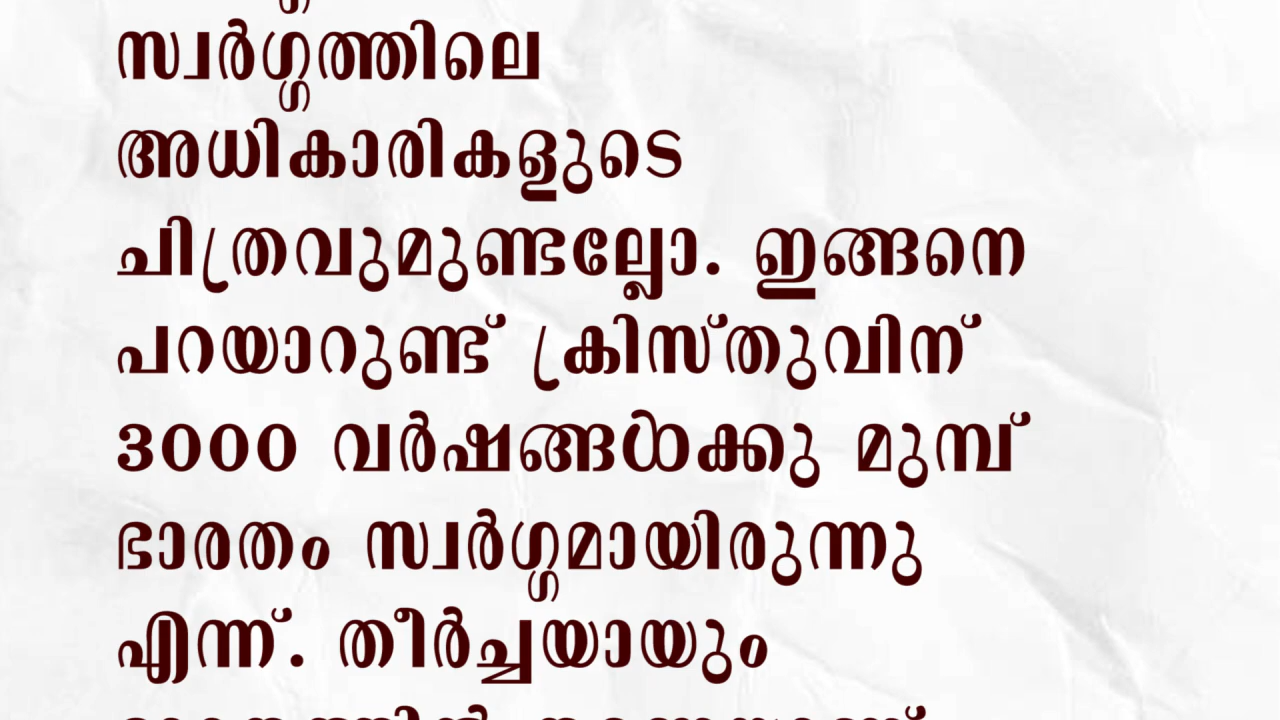 സ്വർഗ്ഗത്തിലെ
അധികാരികളുടെ
ചിത്രവുമുണ്ടല്ലോ. ഇങ്ങനെ
പറയാറുണ്ട് ക്രിസ്തുവിന്
3000 വർഷങ്ങൾക്കു മുമ്പ്
ഭാരതം സ്വർഗ്ഗമായിരുന്നു
എന്ന്. തീർച്ചയായും